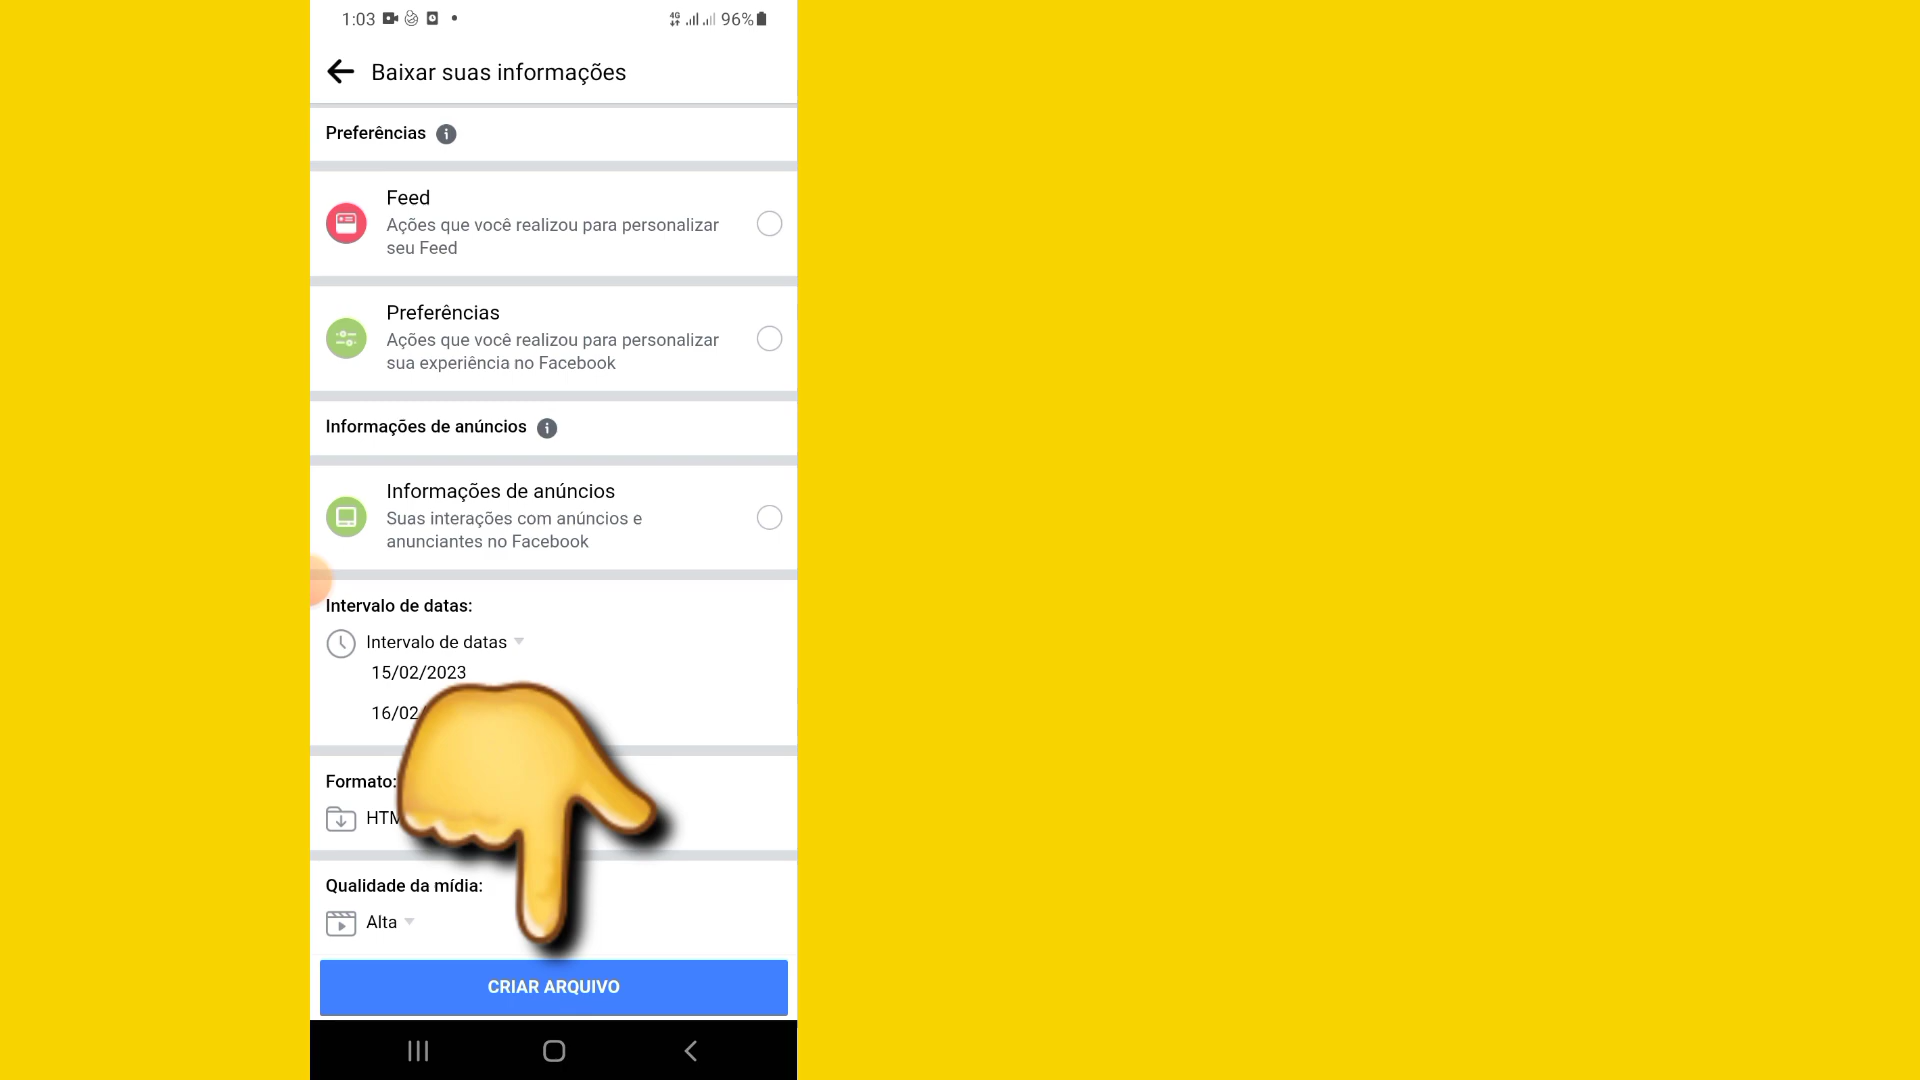 1:03 96%
Baixar suas informações
Preferências
Feed
Ações que você realizou para personalizar
seu Feed
Preferências
Ações que você realizou para personalizar
sua experiência no Facebook
Informações de anúncios
Informações de anúncios
Suas interações com anúncios e
anunciantes no Facebook
Intervalo de datas:
Intervalo de datas
15/02/2023
16/02
Formato:
Qualidade da mídia:
Alta
CRIAR ARQUIVO